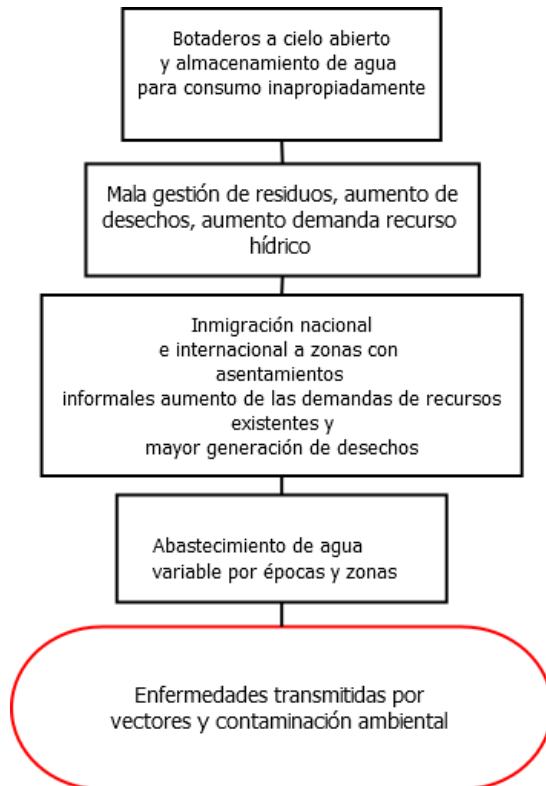 Botaderos a cielo abierto
y almacenamiento de agua
para consumo inapropiadamente
Mala gestión de residuos, aumento de
desechos, aumento demanda recurso
hídrico
Inmigración nacional
e internacional a zonas con
asentamientos
informales aumento de las demandas de recursos
existentes y
mayor generación de desechos
Abastecimiento de agua
variable por épocas y zonas
Enfermedades transmitidas por
vectores y contaminación ambiental